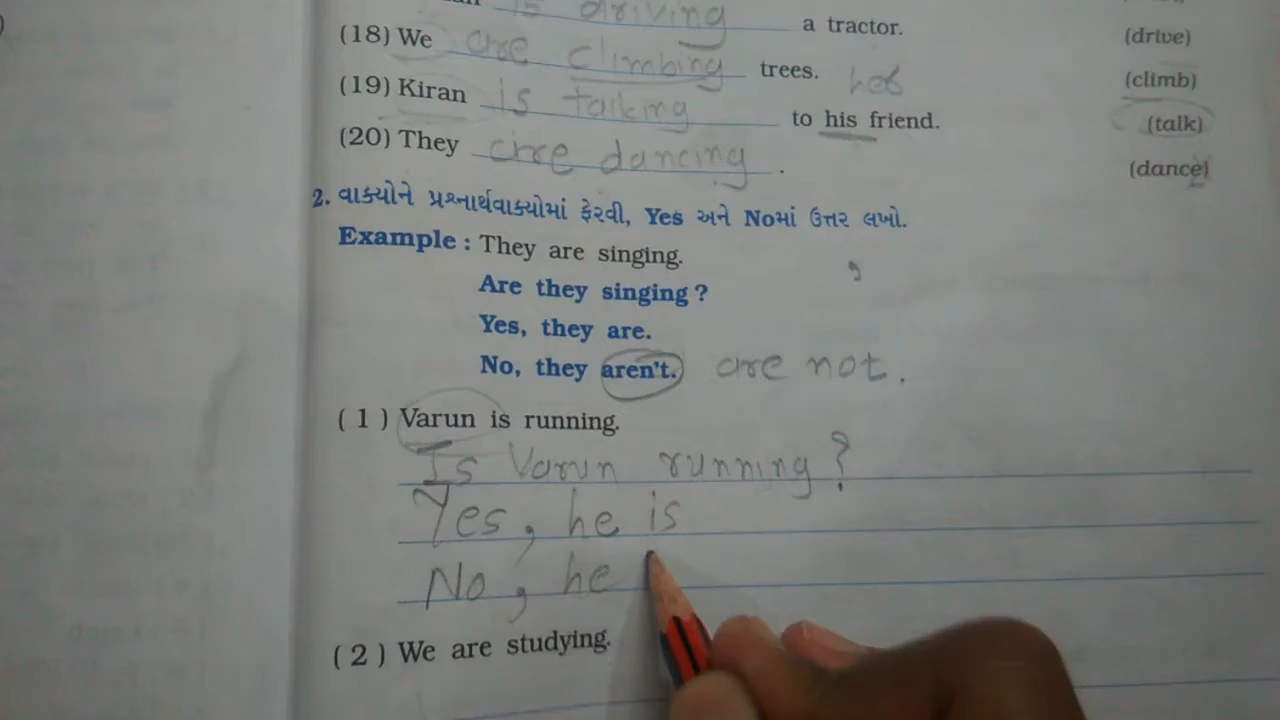 is driving a tractor. (drive)
(18) We are climbing trees. (climb)
(19) Kiran is talking to his friend. (talk)
(20) They are dancing . (dance)
2. વાક્યોને પ્રશ્નાર્થવાક્યોમાં ફેરવી, Yes અને Noમાં ઉત્તર લખો.
Example : They are singing.
Are they singing ?
Yes, they are.
No, they aren't. are not.
( 1 ) Varun is running.
Is Varun running?
Yes, he is
No, he
( 2 ) We are studying.